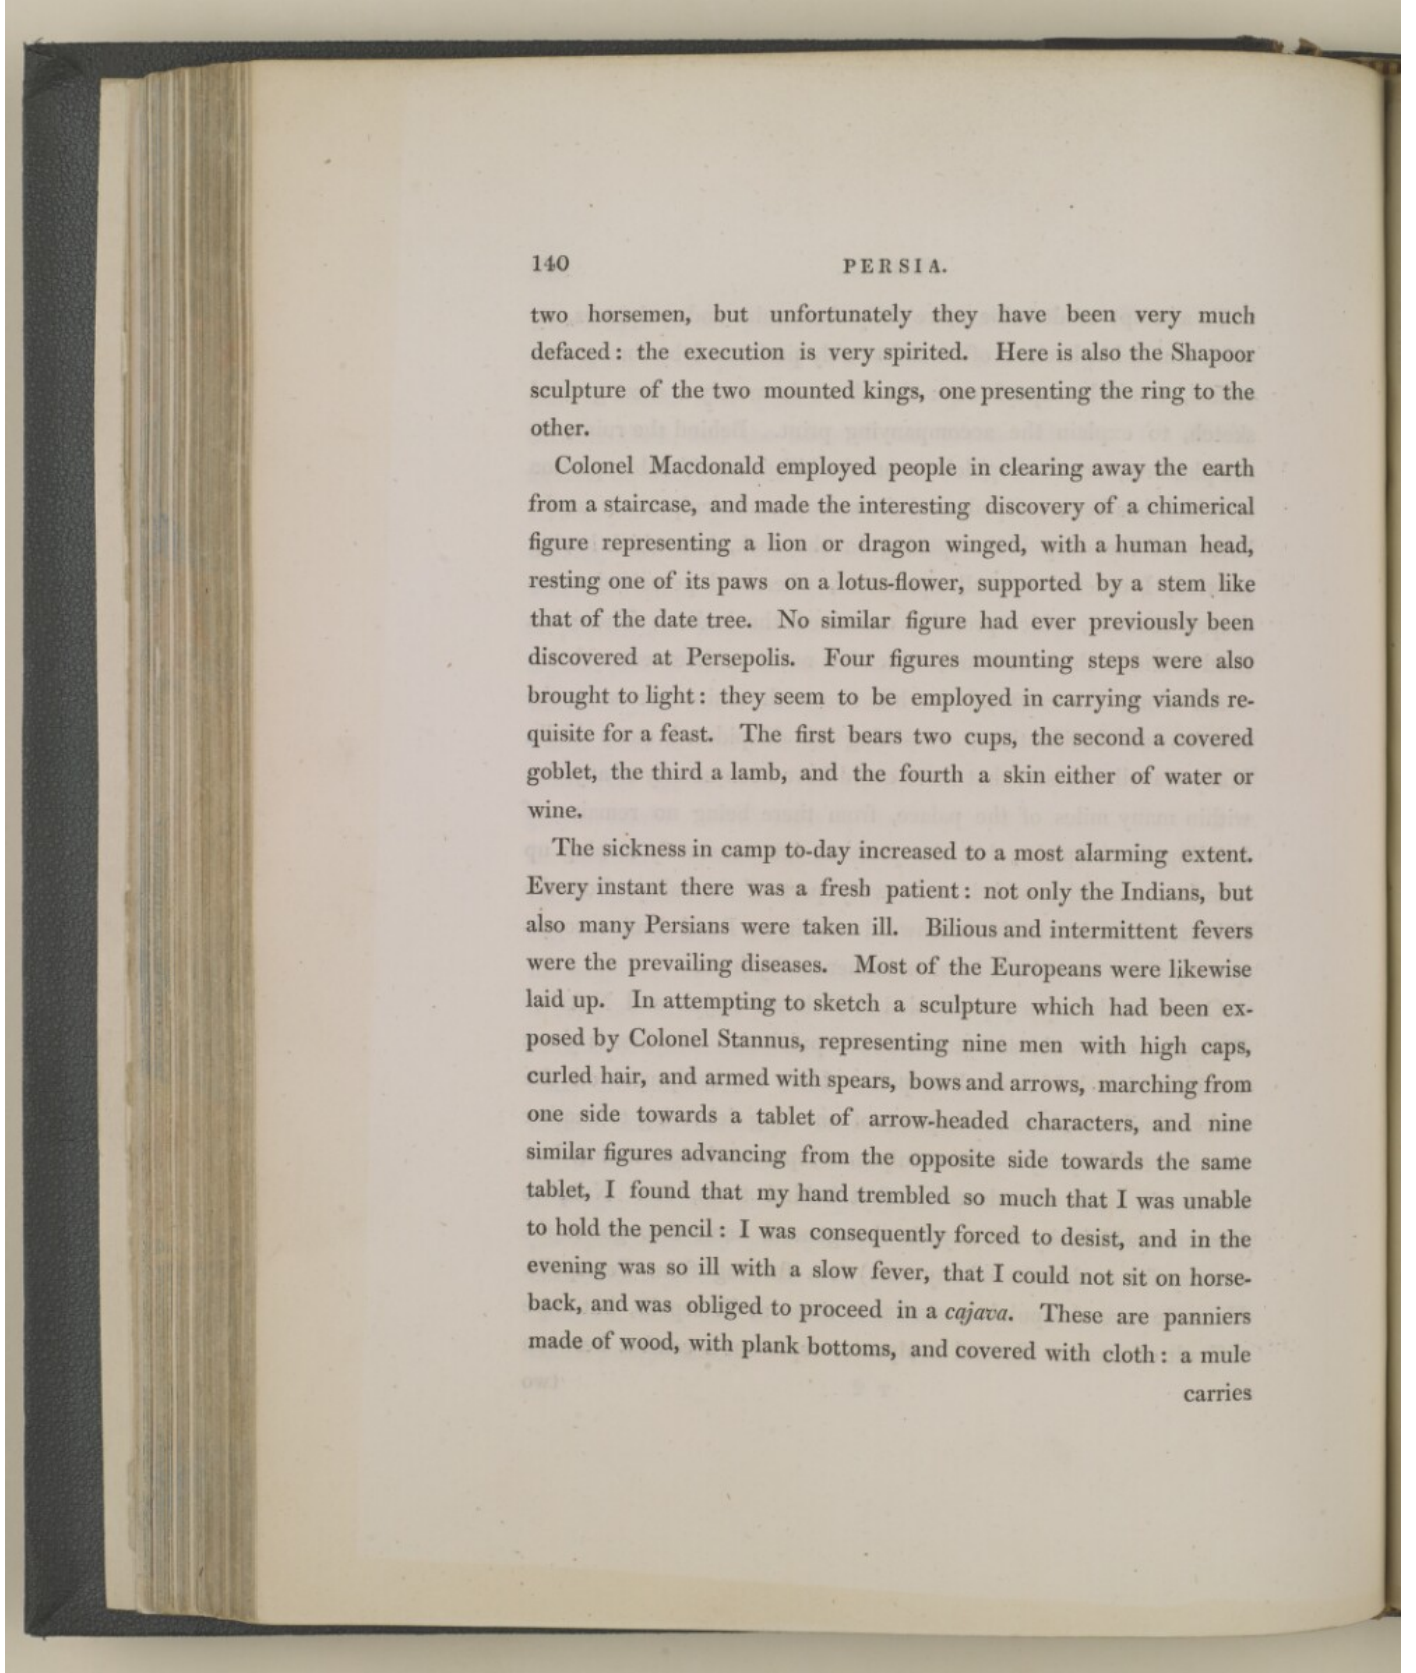 140 PERSIA.
two horsemen, but unfortunately they have been very much
defaced: the execution is very spirited. Here is also the Shapoor
sculpture of the two mounted kings, one presenting the ring to the
other.
Colonel Macdonald employed people in clearing away the earth
from a staircase, and made the interesting discovery of a chimerical
figure representing a lion or dragon winged, with a human head,
resting one of its paws on a lotus-flower, supported by a stem like
that of the date tree. No similar figure had ever previously been
discovered at Persepolis. Four figures mounting steps were also
brought to light: they seem to be employed in carrying viands re-
quisite for a feast. The first bears two cups, the second a covered
goblet, the third a lamb, and the fourth a skin either of water or
wine.
The sickness in camp to-day increased to a most alarming extent.
Every instant there was a fresh patient: not only the Indians, but
also many Persians were taken ill. Bilious and intermittent fevers
were the prevailing diseases. Most of the Europeans were likewise
laid up. In attempting to sketch a sculpture which had been ex-
posed by Colonel Stannus, representing nine men with high caps,
curled hair, and armed with spears, bows and arrows, marching from
one side towards a tablet of arrow-headed characters, and nine
similar figures advancing from the opposite side towards the same
tablet, I found that my hand trembled so much that I was unable
to hold the pencil: I was consequently forced to desist, and in the
evening was so ill with a slow fever, that I could not sit on horse-
back, and was obliged to proceed in a cajava. These are panniers
made of wood, with plank bottoms, and covered with cloth: a mule
carries